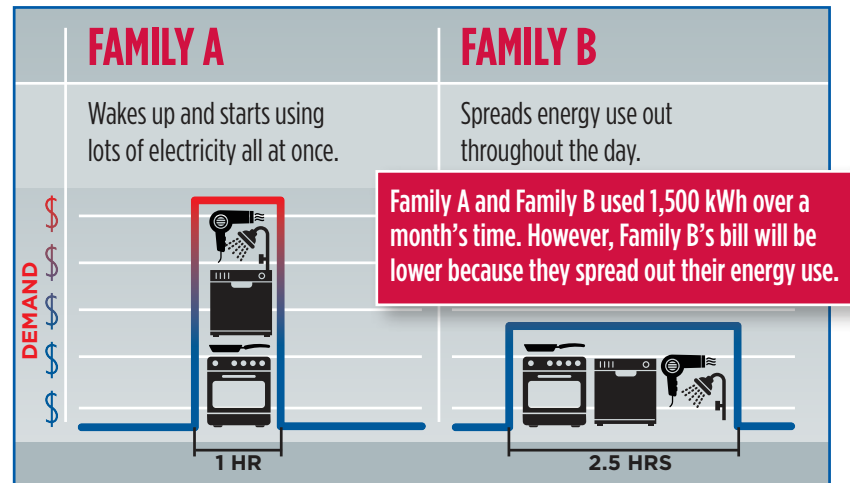 FAMILY A
FAMILY B
Wakes up and starts using
lots of electricity all at once.
Spreads energy use out
throughout the day.
Family A and Family B used 1,500 kWh over a
month’s time. However, Family B’s bill will be
lower because they spread out their energy use.
DEMAND
$
$
$
$
$
1 HR
2.5 HRS